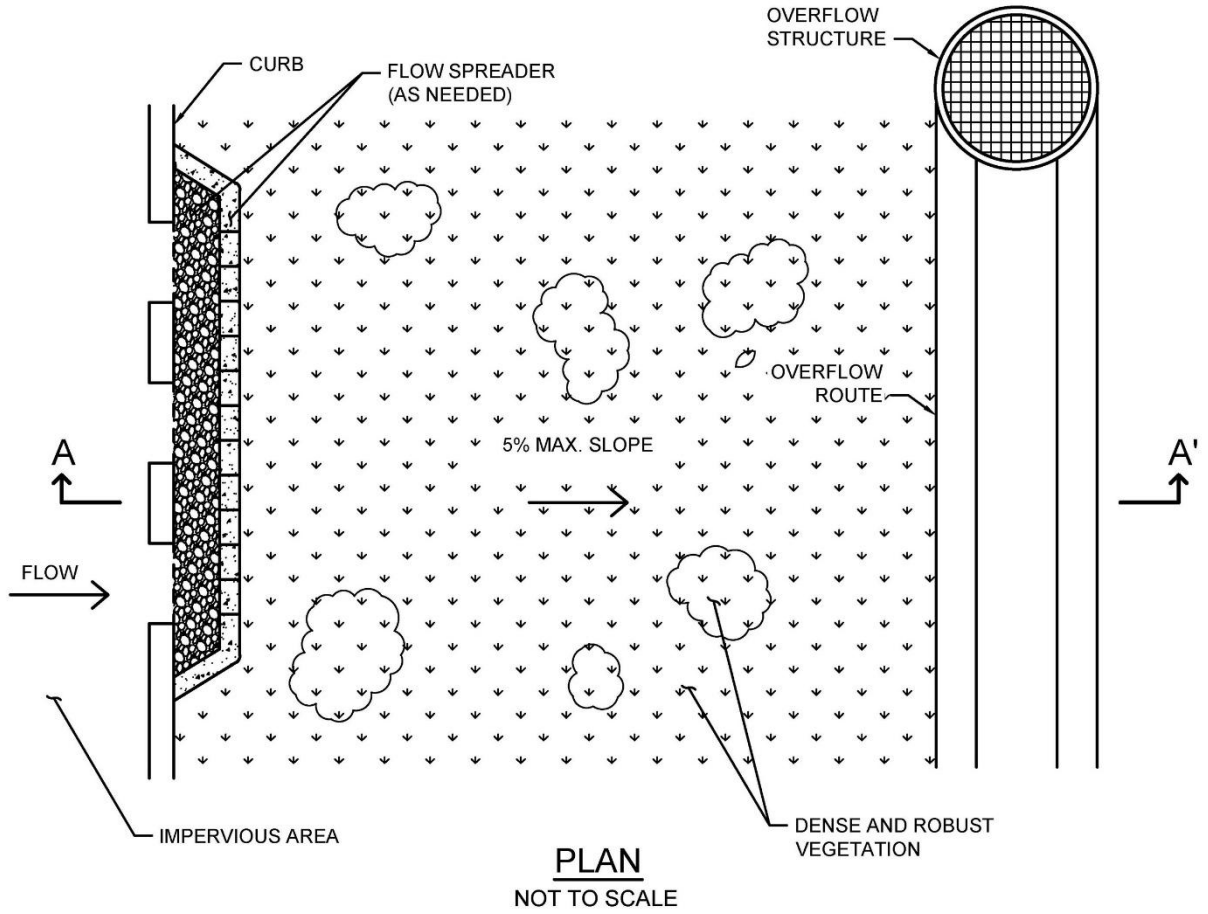 OVERFLOW
STRUCTURE
CURB
FLOW SPREADER
(AS NEEDED)
OVERFLOW
ROUTE
5% MAX. SLOPE
A
A'
FLOW
IMPERVIOUS AREA
DENSE AND ROBUST
VEGETATION
PLAN
NOT TO SCALE